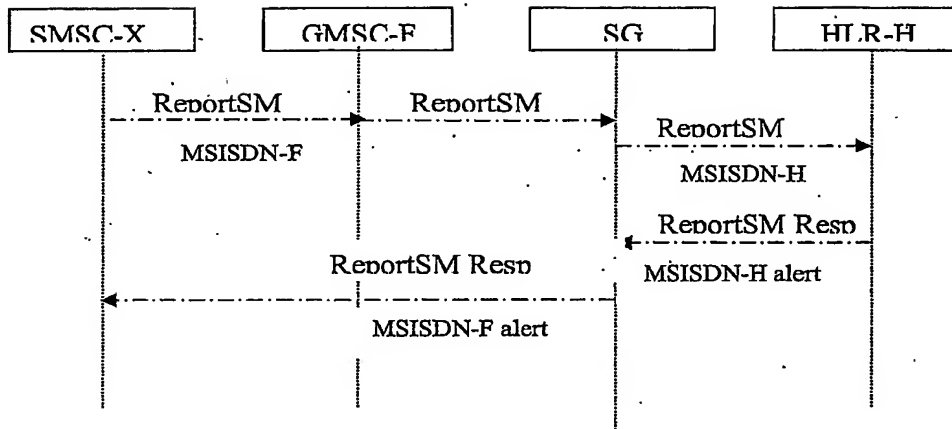 SMSC-X GMSC-F SG HLR-H
ReportSM ReportSM
MSISDN-F
ReportSM
MSISDN-H
ReportSM Resp
MSISDN-H alert
ReportSM Resp
MSISDN-F alert